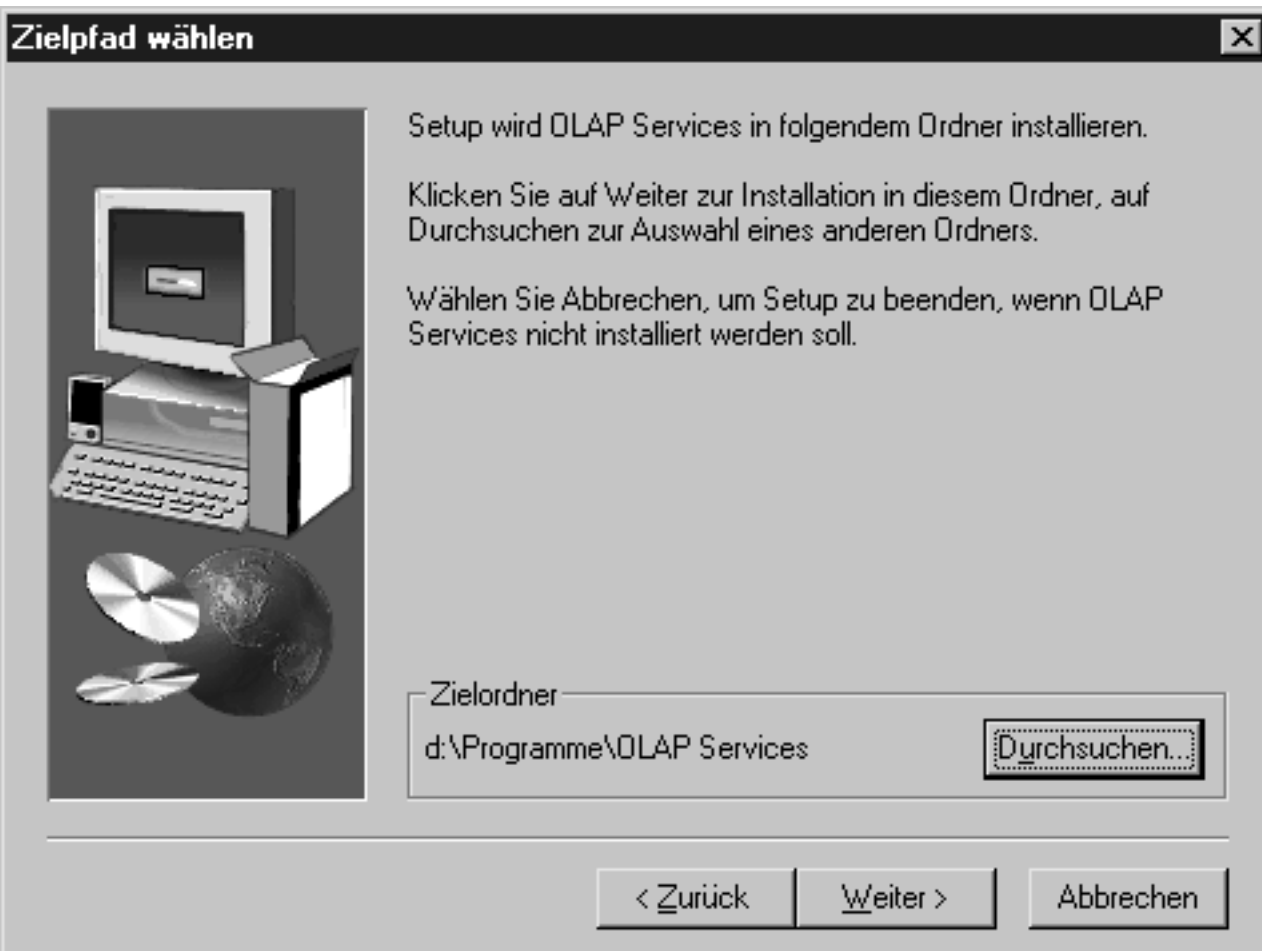 Zielpfad wählen
Setup wird OLAP Services in folgendem Ordner installieren.
Klicken Sie auf Weiter zur Installation in diesem Ordner, auf
Durchsuchen zur Auswahl eines anderen Ordners.
Wählen Sie Abbrechen, um Setup zu beenden, wenn OLAP
Services nicht installiert werden soll.
Zielordner
d:\Programme\OLAP Services
Durchsuchen...
< Zurück
Weiter >
Abbrechen